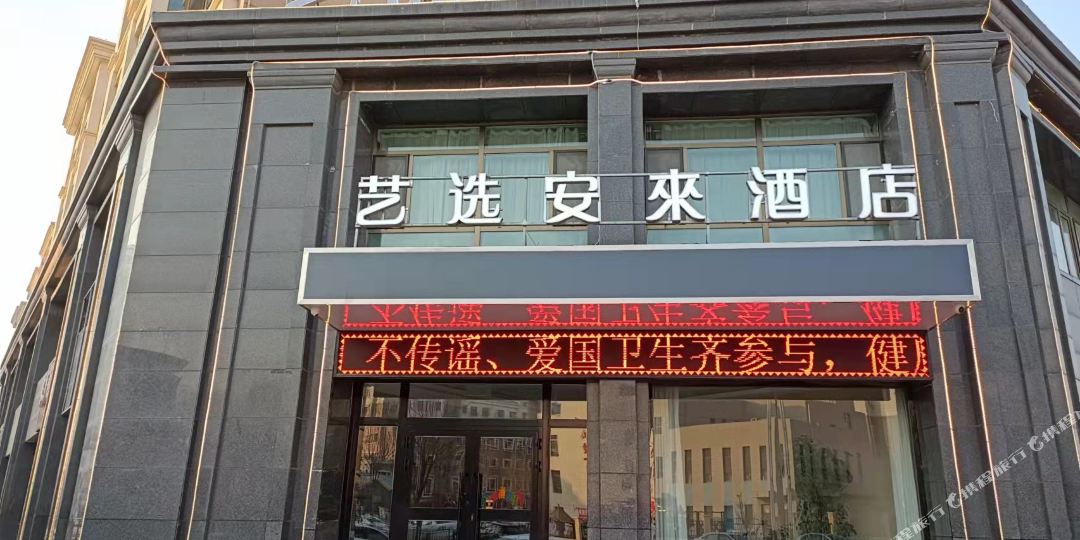 艺选安來酒店
不传谣、爱国卫生齐参与，健
携程旅行